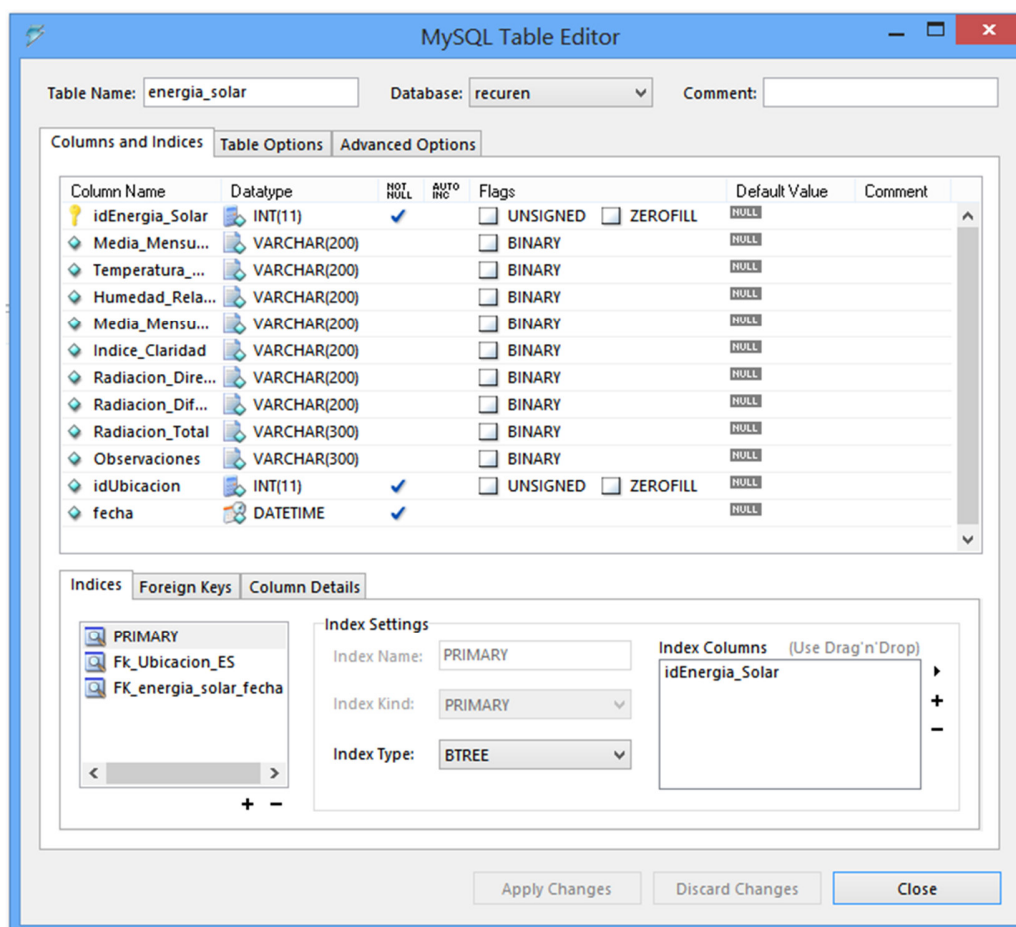 MySQL Table Editor
Table Name: energia_solar Database: recuren Comment:
Columns and Indices Table Options Advanced Options
Column Name Datatype NOT NULL AUTO INC Flags Default Value Comment
idEnergia_Solar INT(11) UNSIGNED ZEROFILL NULL
Media_Mensu... VARCHAR(200) BINARY NULL
Temperatura_... VARCHAR(200) BINARY NULL
Humedad_Rela... VARCHAR(200) BINARY NULL
Media_Mensu... VARCHAR(200) BINARY NULL
Indice_Claridad VARCHAR(200) BINARY NULL
Radiacion_Dire... VARCHAR(200) BINARY NULL
Radiacion_Dif... VARCHAR(200) BINARY NULL
Radiacion_Total VARCHAR(300) BINARY NULL
Observaciones VARCHAR(300) BINARY NULL
idUbicacion INT(11) UNSIGNED ZEROFILL NULL
fecha DATETIME NULL
Indices Foreign Keys Column Details
PRIMARY
Fk_Ubicacion_ES
FK_energia_solar_fecha
Index Settings
Index Name: PRIMARY
Index Kind: PRIMARY
Index Type: BTREE
Index Columns (Use Drag'n'Drop)
idEnergia_Solar
Apply Changes Discard Changes Close